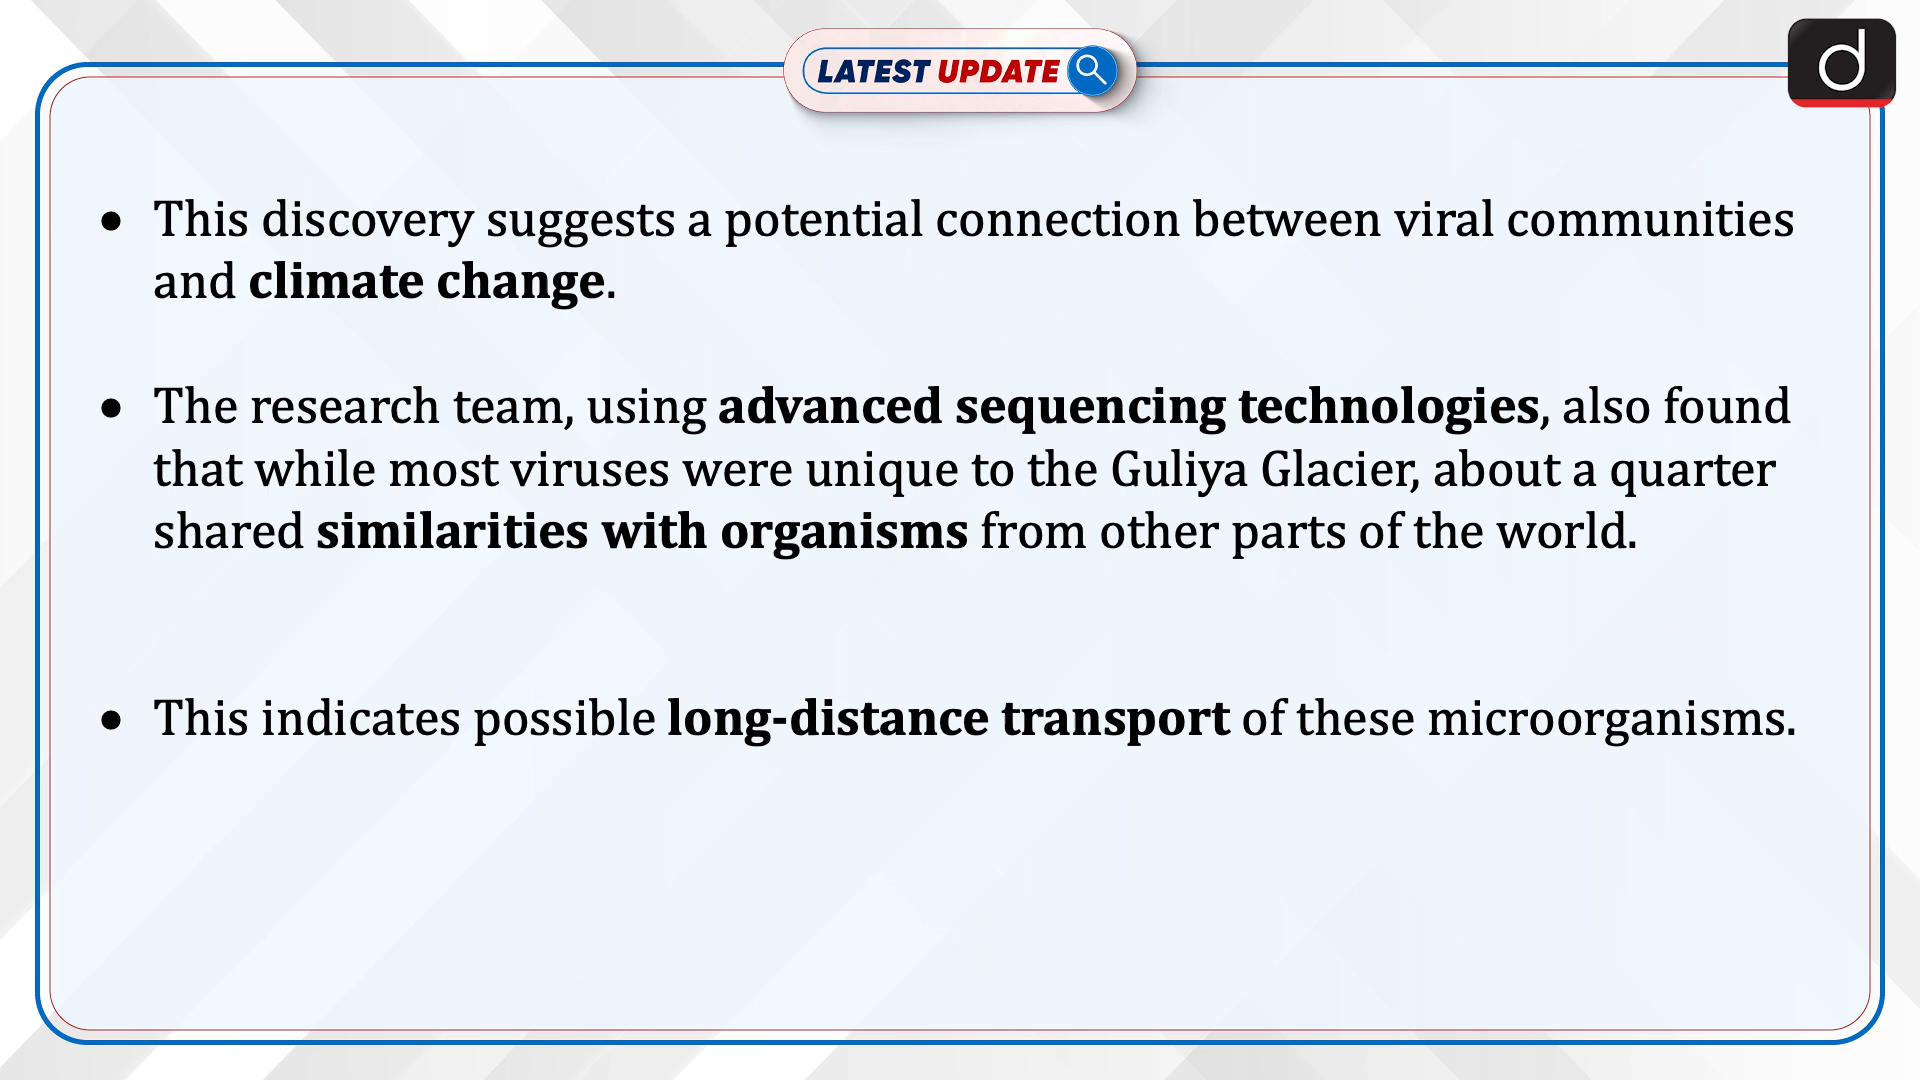 LATEST UPDATE
d
• This discovery suggests a potential connection between viral communities
and climate change.
• The research team, using advanced sequencing technologies, also found
that while most viruses were unique to the Guliya Glacier, about a quarter
shared similarities with organisms from other parts of the world.
• This indicates possible long-distance transport of these microorganisms.